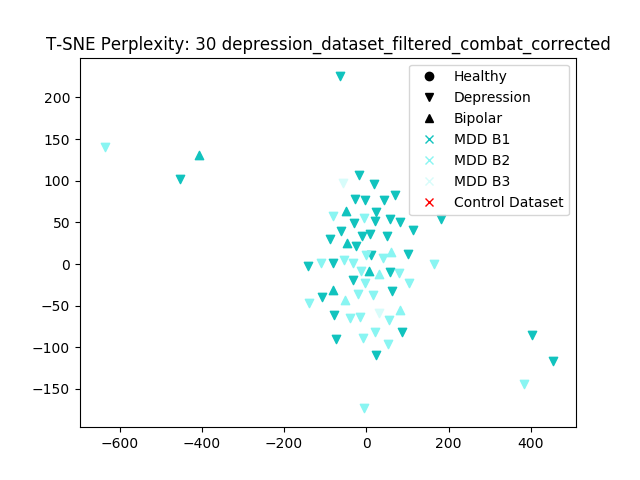 T-SNE Perplexity: 30 depression_dataset_filtered_combat_corrected
Healthy
Depression
Bipolar
MDD B1
MDD B2
MDD B3
Control Dataset
200
150
100
50
0
−50
−100
−150
−600
−400
−200
0
200
400